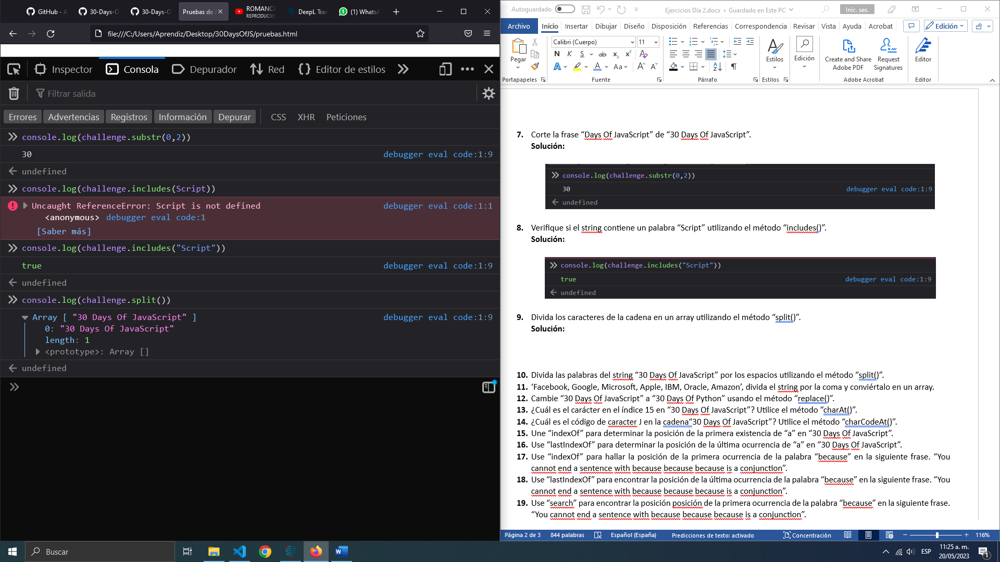 GitHub - A
30-Days-O
30-Days-O
Pruebas de J
ROMANCE
REPRODUCIEN
DeepL Tran
(1) WhatsA
file:///C:/Users/Aprendiz/Desktop/30DaysOfJS/pruebas.html
Inspector
Consola
Depurador
Red
Editor de estilos
Filtrar salida
Errores
Advertencias
Registros
Información
Depurar
CSS
XHR
Peticiones
console.log(challenge.substr(0,2))
30 debugger eval code:1:9
undefined
console.log(challenge.includes(Script))
Uncaught ReferenceError: Script is not defined debugger eval code:1:1
<anonymous> debugger eval code:1
[Saber más]
console.log(challenge.includes("Script"))
true debugger eval code:1:9
undefined
console.log(challenge.split())
Array [ "30 Days Of JavaScript" ] debugger eval code:1:9
0: "30 Days Of JavaScript"
length: 1
<prototype>: Array []
undefined
Autoguardado
Ejercicios Día 2.docx • Guardado en Este PC
Inic. ses.
Archivo
Inicio
Insertar
Dibujar
Diseño
Disposición
Referencias
Correspondencia
Revisar
Vista
Ayuda
Acrobat
Edición
Pegar
Portapapeles
Calibri (Cuerpo)
11
N K S ab x₂ x²
A A Aa A A
Fuente
Párrafo
Estilos
Estilos
Edición
Create and Share
Adobe PDF
Request
Signatures
Adobe Acrobat
Editor
Editor
7. Corte la frase “Days Of JavaScript” de “30 Days Of JavaScript”.
Solución:
console.log(challenge.substr(0,2))
30 debugger eval code:1:9
undefined
8. Verifique si el string contiene un palabra “Script” utilizando el método “includes()”.
Solución:
console.log(challenge.includes("Script"))
true debugger eval code:1:9
undefined
9. Divida los caracteres de la cadena en un array utilizando el método “split()”.
Solución:
10. Divida las palabras del string “30 Days Of JavaScript” por los espacios utilizando el método “split()”.
11. ‘Facebook, Google, Microsoft, Apple, IBM, Oracle, Amazon’, divida el string por la coma y conviértalo en un array.
12. Cambie “30 Days Of JavaScript” a “30 Days Of Python” usando el método “replace()”.
13. ¿Cuál es el carácter en el índice 15 en “30 Days Of JavaScript”? Utilice el método “charAt()”.
14. ¿Cuál es el código de caracter J en la cadena“30 Days Of JavaScript”? Utilice el método “charCodeAt()”.
15. Une “indexOf” para determinar la posición de la primera existencia de “a” en “30 Days Of JavaScript”.
16. Use “lastIndexOf” para determinar la posición de la última ocurrencia de “a” en “30 Days Of JavaScript”.
17. Use “indexOf” para hallar la posición de la primera ocurrencia de la palabra “because” en la siguiente frase. “You
cannot end a sentence with because because because is a conjunction”.
18. Use “lastIndexOf” para encontrar la posición de la última ocurrencia de la palabra “because” en la siguiente frase. “You
cannot end a sentence with because because because is a conjunction”.
19. Use “search” para encontrar la posición posición de la primera ocurrencia de la palabra “because” en la siguiente frase.
“You cannot end a sentence with because because because is a conjunction”.
Página 2 de 3
844 palabras
Español (España)
Predicciones de texto: activado
Concentración
116%
Buscar
ESP
11:25 a. m.
20/05/2023
1